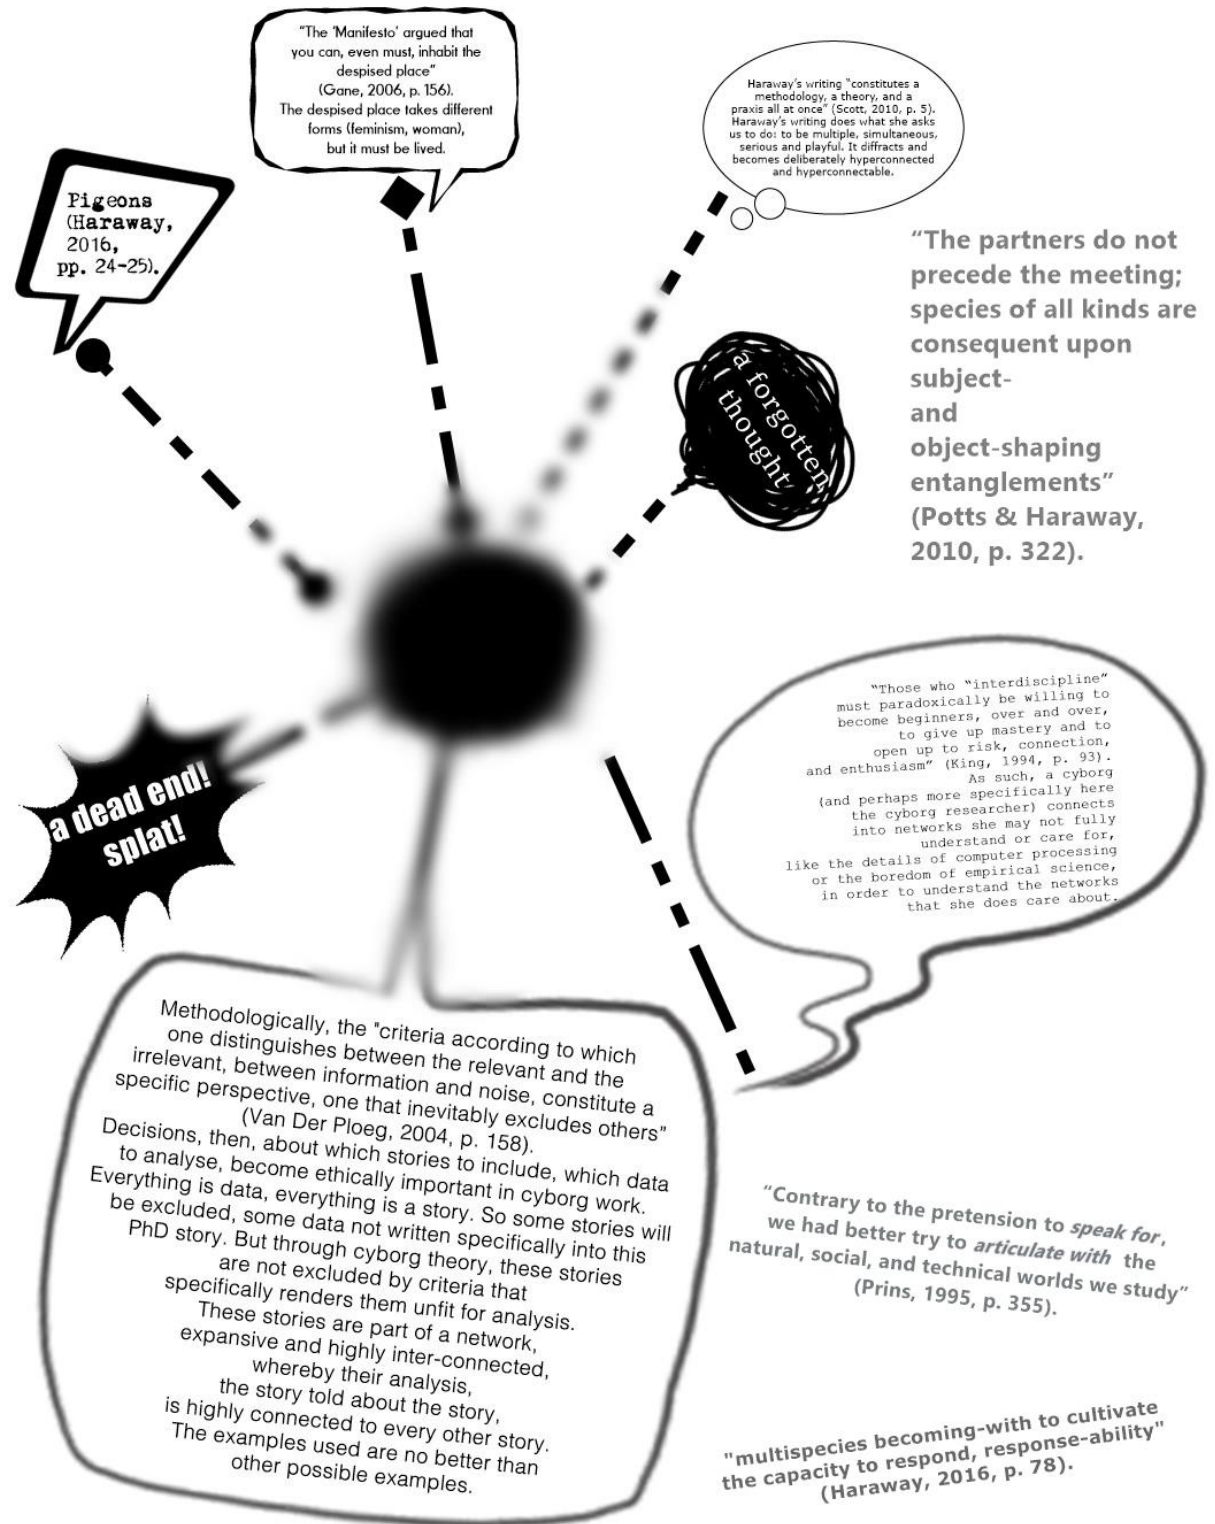 "The 'Manifesto' argued that
you can, even must, inhabit the
despised place"
(Gane, 2006, p. 156).
The despised place takes different
forms (feminism, woman),
but it must be lived.
Haraway's writing "constitutes a
methodology, a theory, and a
praxis all at once" (Scott, 2010, p. 5).
Haraway's writing does what she asks
us to do: to be multiple, simultaneous,
serious and playful. It diffracts and
becomes deliberately hyperconnected
and hyperconnectable.
Pigeons
(Haraway,
2016,
pp. 24-25).
"The partners do not
precede the meeting;
species of all kinds are
consequent upon
subject-
and
object-shaping
entanglements"
(Potts & Haraway,
2010, p. 322).
a forgotten
thought
"Those who "interdiscipline"
must paradoxically be willing to
become beginners, over and over,
to give up mastery and to
open up to risk, connection,
and enthusiasm" (King, 1994, p. 93).
As such, a cyborg
(and perhaps more specifically here
the cyborg researcher) connects
into networks she may not fully
understand or care for,
like the details of computer processing
or the boredom of empirical science,
in order to understand the networks
that she does care about.
a dead end!
splat!
Methodologically, the "criteria according to which
one distinguishes between the relevant and the
irrelevant, between information and noise, constitute a
specific perspective, one that inevitably excludes others"
(Van Der Ploeg, 2004, p. 158).
Decisions, then, about which stories to include, which data
to analyse, become ethically important in cyborg work.
Everything is data, everything is a story. So some stories will
be excluded, some data not written specifically into this
PhD story. But through cyborg theory, these stories
are not excluded by criteria that
specifically renders them unfit for analysis.
These stories are part of a network,
expansive and highly inter-connected,
whereby their analysis,
the story told about the story,
is highly connected to every other story.
The examples used are no better than
other possible examples.
"Contrary to the pretension to speak for,
we had better try to articulate with the
natural, social, and technical worlds we study"
(Prins, 1995, p. 355).
"multispecies becoming-with to cultivate
the capacity to respond, response-ability"
(Haraway, 2016, p. 78).